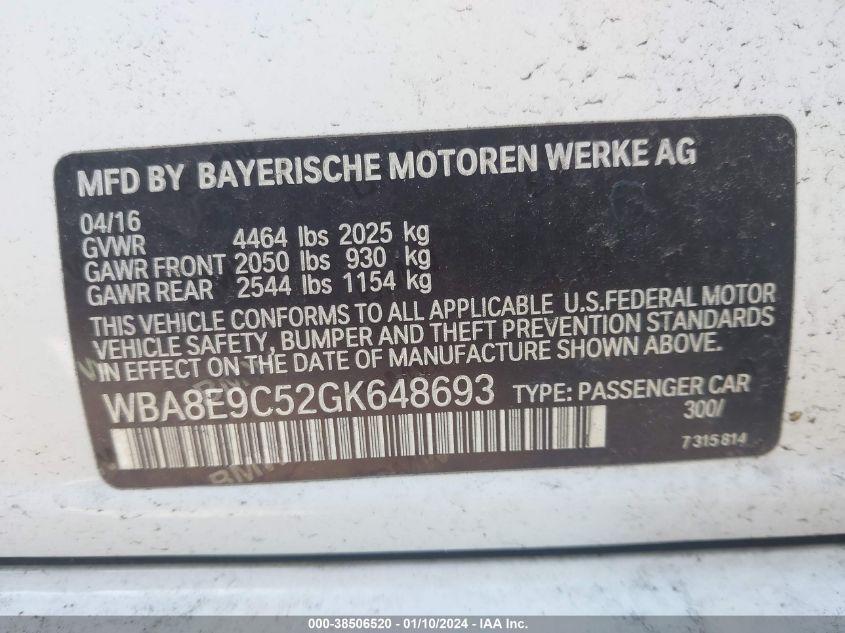 MFD BY BAYERISCHE MOTOREN WERKE AG
04/16
GVWR 4464 lbs 2025 kg
GAWR FRONT 2050 lbs 930 kg
GAWR REAR 2544 lbs 1154 kg
THIS VEHICLE CONFORMS TO ALL APPLICABLE U.S.FEDERAL MOTOR
VEHICLE SAFETY, BUMPER AND THEFT PREVENTION STANDARDS
IN EFFECT ON THE DATE OF MANUFACTURE SHOWN ABOVE.
WBA8E9C52GK648693 TYPE: PASSENGER CAR
300/
7315814
BMW
000-38506520 - 01/10/2024 - IAA Inc.